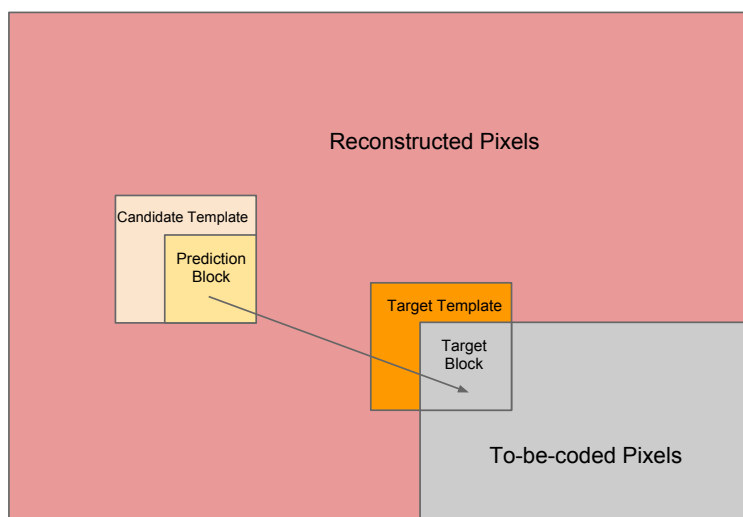 Reconstructed Pixels
Candidate Template
Prediction
Block
Target Template
Target
Block
To-be-coded Pixels